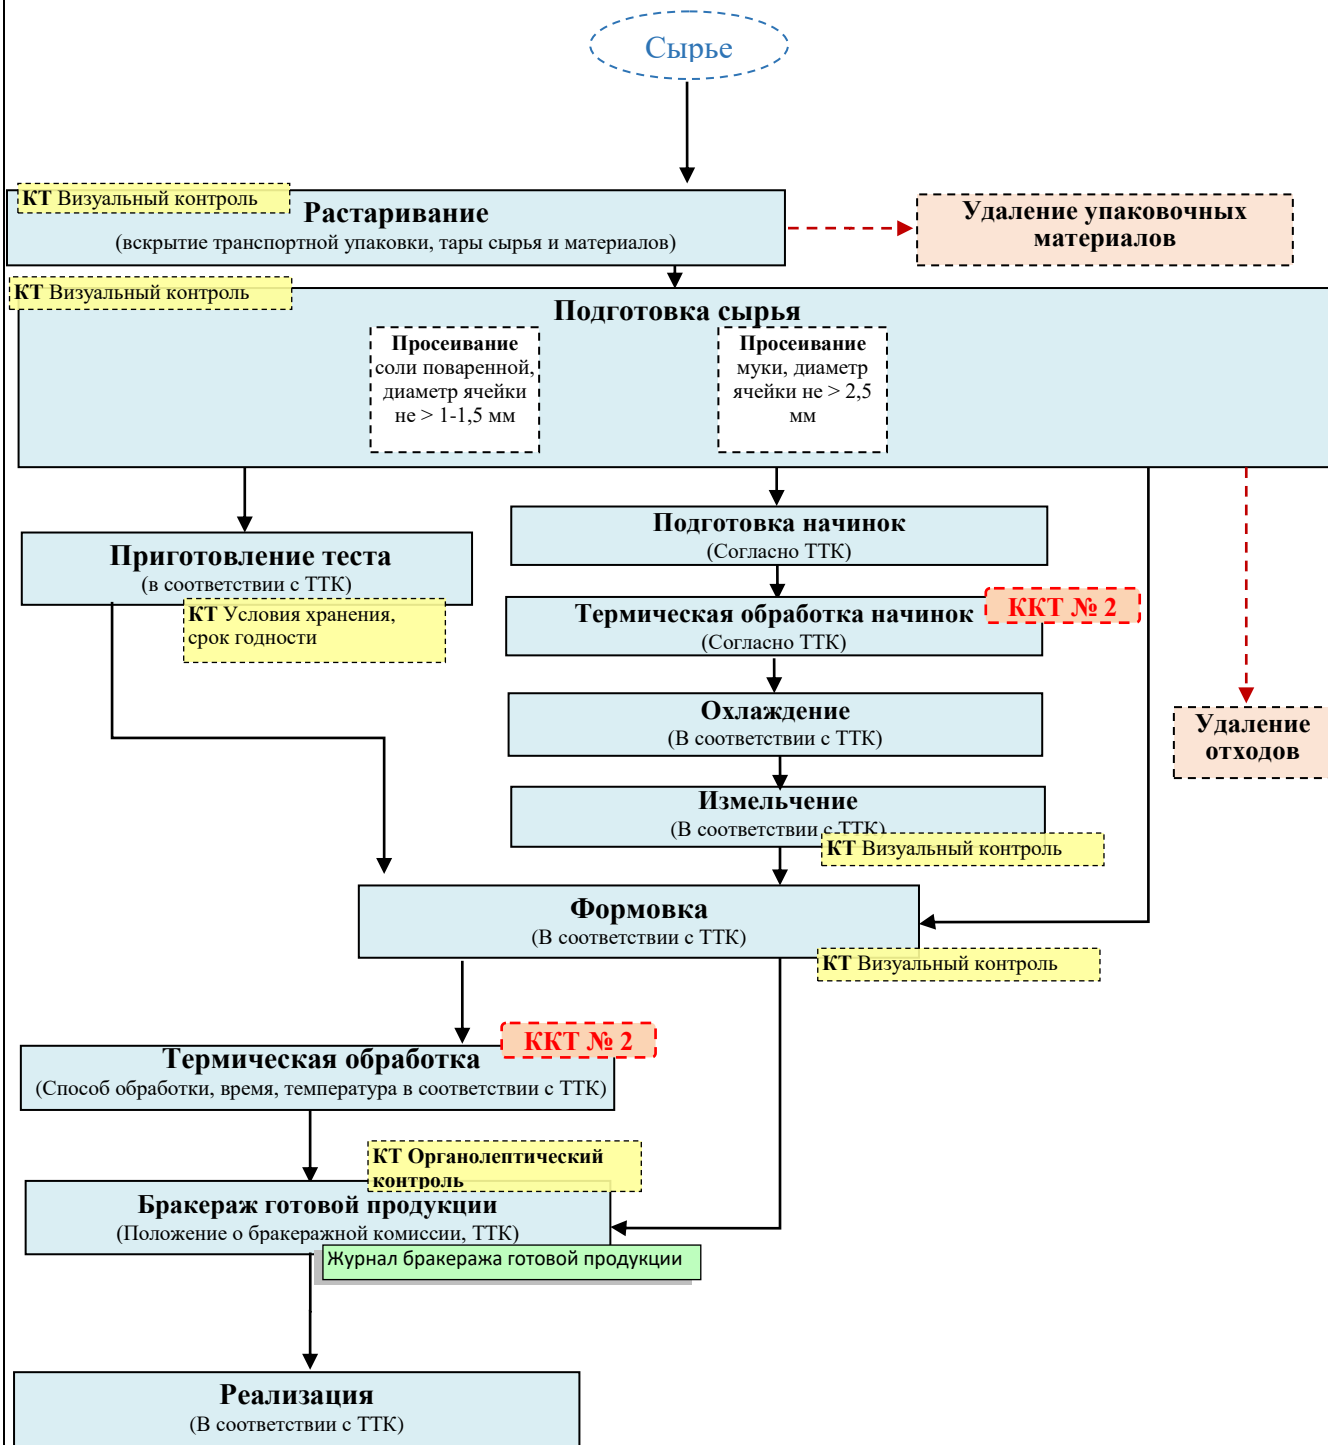 Сырье
КТ Визуальный контроль
Растаривание
(вскрытие транспортной упаковки, тары сырья и материалов)
Удаление упаковочных
материалов
КТ Визуальный контроль
Подготовка сырья
Просеивание
соли поваренной,
диаметр ячейки
не > 1-1,5 мм
Просеивание
муки, диаметр
ячейки не > 2,5
мм
Приготовление теста
(в соответствии с ТТК)
КТ Условия хранения,
срок годности
Подготовка начинок
(Согласно ТТК)
Термическая обработка начинок
(Согласно ТТК)
ККТ № 2
Охлаждение
(В соответствии с ТТК)
Удаление
отходов
Измельчение
(В соответствии с ТТК)
КТ Визуальный контроль
Формовка
(В соответствии с ТТК)
КТ Визуальный контроль
ККТ № 2
Термическая обработка
(Способ обработки, время, температура в соответствии с ТТК)
КТ Органолептический
контроль
Бракераж готовой продукции
(Положение о бракеражной комиссии, ТТК)
Журнал бракеража готовой продукции
Реализация
(В соответствии с ТТК)